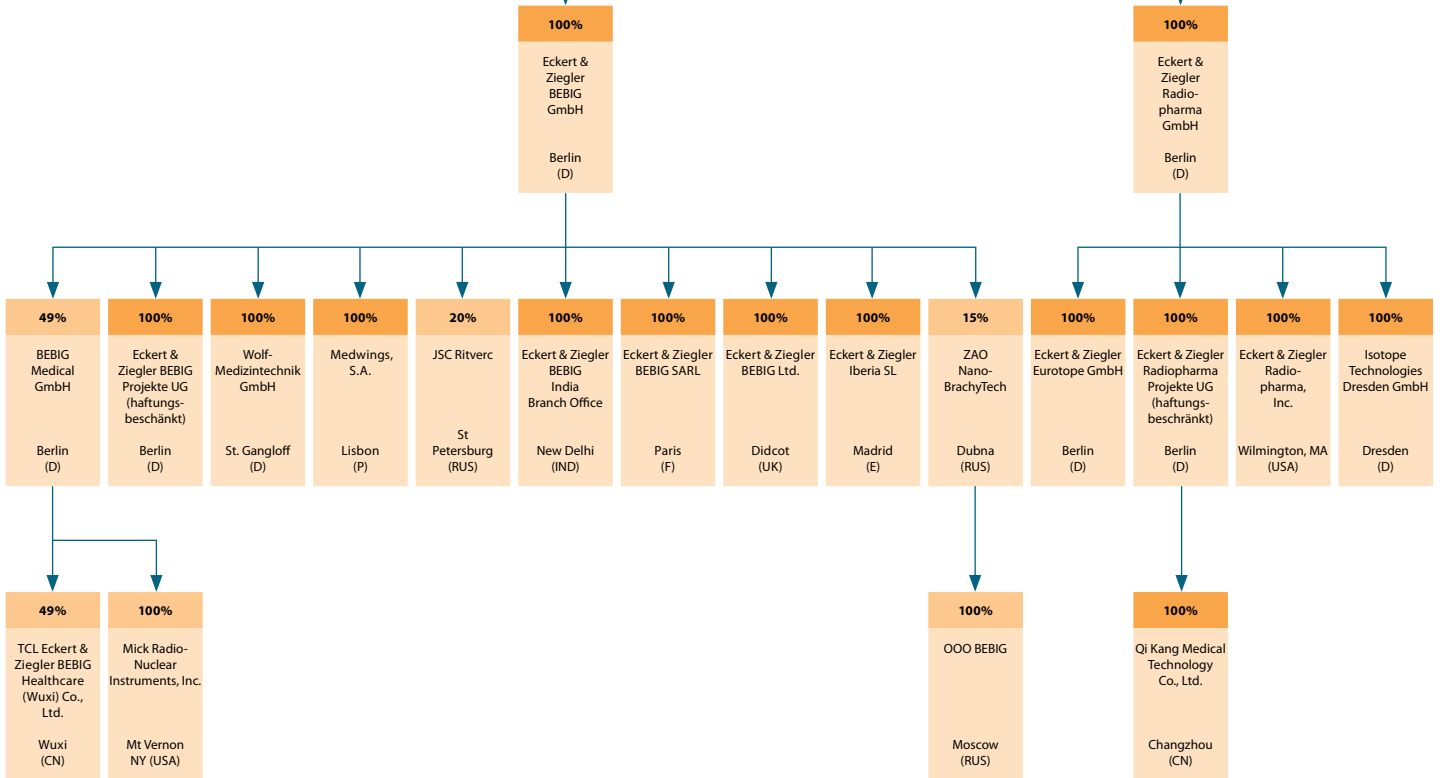 100%
Eckert &
Ziegler
BEBIG
GmbH
Berlin
(D)
100%
Eckert &
Ziegler
Radio-
pharma
GmbH
Berlin
(D)
49%
BEBIG
Medical
GmbH
Berlin
(D)
100%
Eckert &
Ziegler BEBIG
Projekte UG
(haftungs-
beschänkt)
Berlin
(D)
100%
Wolf-
Medizintechnik
GmbH
St. Gangloff
(D)
100%
Medwings,
S.A.
Lisbon
(P)
20%
JSC Ritverc
St
Petersburg
(RUS)
100%
Eckert & Ziegler
BEBIG
India
Branch Office
New Delhi
(IND)
100%
Eckert & Ziegler
BEBIG SARL
Paris
(F)
100%
Eckert & Ziegler
BEBIG Ltd.
Didcot
(UK)
100%
Eckert & Ziegler
Iberia SL
Madrid
(E)
15%
ZAO
Nano-
BrachyTech
Dubna
(RUS)
100%
Eckert & Ziegler
Eurotope GmbH
Berlin
(D)
100%
Eckert & Ziegler
Radiopharma
Projekte UG
(haftungs-
beschränkt)
Berlin
(D)
100%
Eckert & Ziegler
Radio-
pharma,
Inc.
Wilmington, MA
(USA)
100%
Isotope
Technologies
Dresden GmbH
Dresden
(D)
49%
TCL Eckert &
Ziegler BEBIG
Healthcare
(Wuxi) Co.,
Ltd.
Wuxi
(CN)
100%
Mick Radio-
Nuclear
Instruments, Inc.
Mt Vernon
NY (USA)
100%
OOO BEBIG
Moscow
(RUS)
100%
Qi Kang Medical
Technology
Co., Ltd.
Changzhou
(CN)